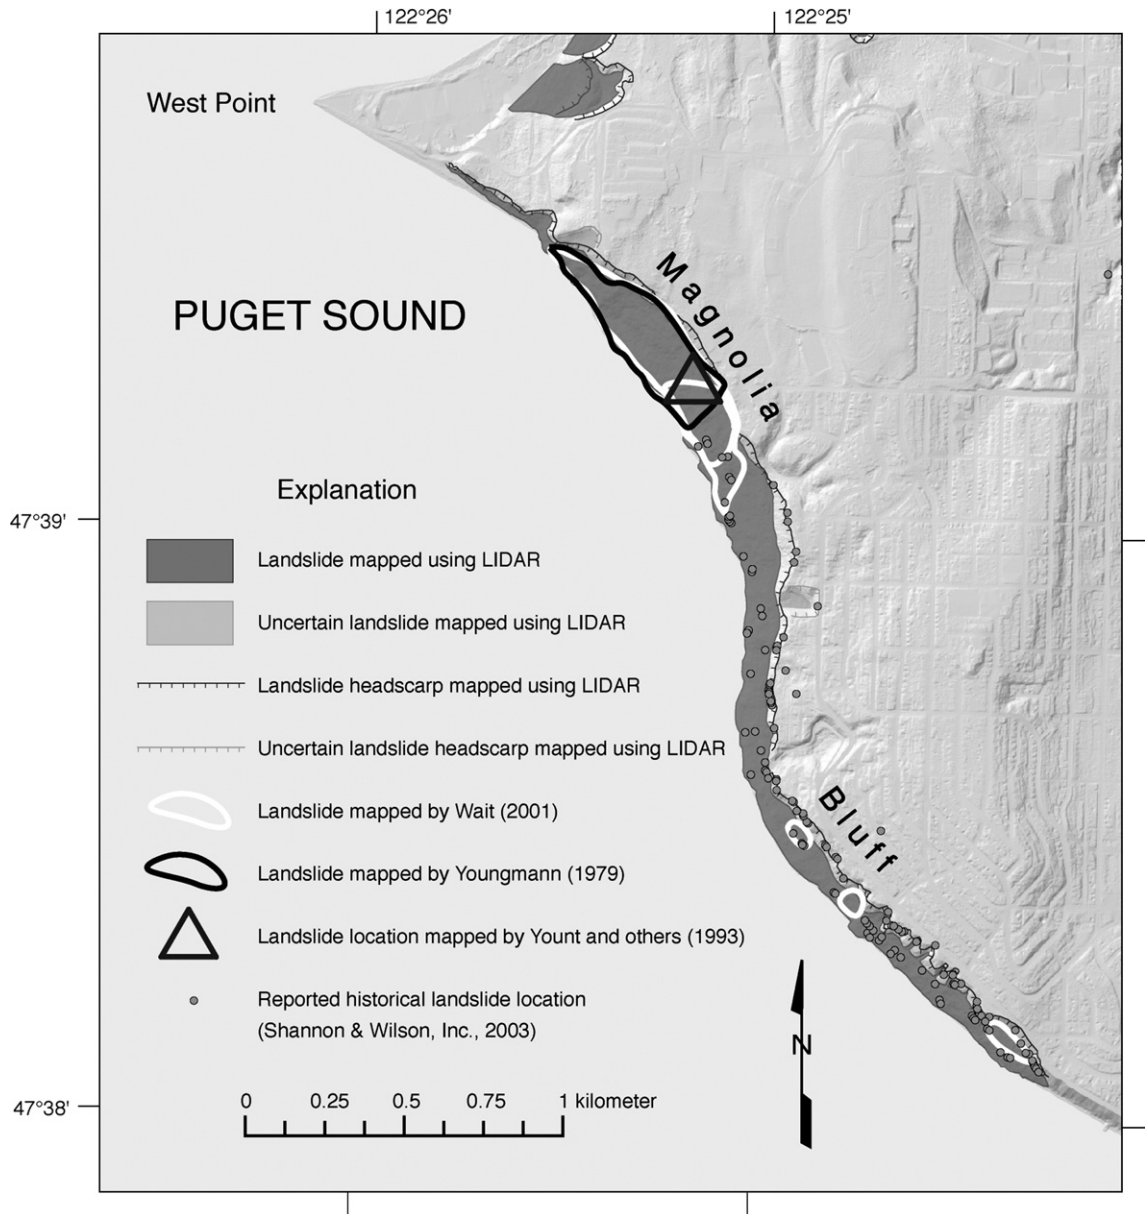 122°26' 122°25'
West Point
Magnolia
PUGET SOUND
Explanation
47°39'
Landslide mapped using LIDAR
Uncertain landslide mapped using LIDAR
Landslide headscarp mapped using LIDAR
Uncertain landslide headscarp mapped using LIDAR
Bluff
Landslide mapped by Wait (2001)
Landslide mapped by Youngmann (1979)
Landslide location mapped by Yount and others (1993)
Reported historical landslide location
(Shannon & Wilson, Inc., 2003)
N
0 0.25 0.5 0.75 1 kilometer
47°38'